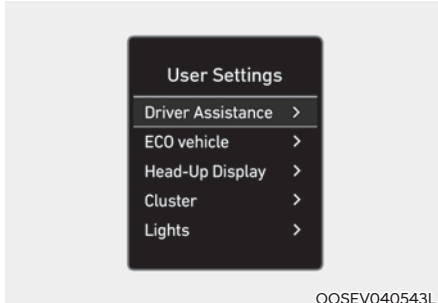 User Settings
Driver Assistance >
ECO vehicle >
Head-Up Display >
Cluster >
Lights >
OOSEV040543L